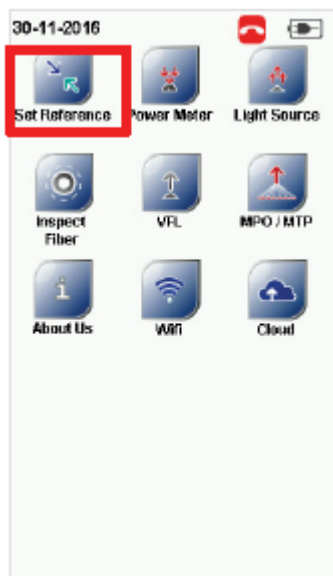 30-11-2016
Set Reference Power Meter Light Source
Inspect VFL MPO / MTP
Fiber
About Us Wifi Cloud